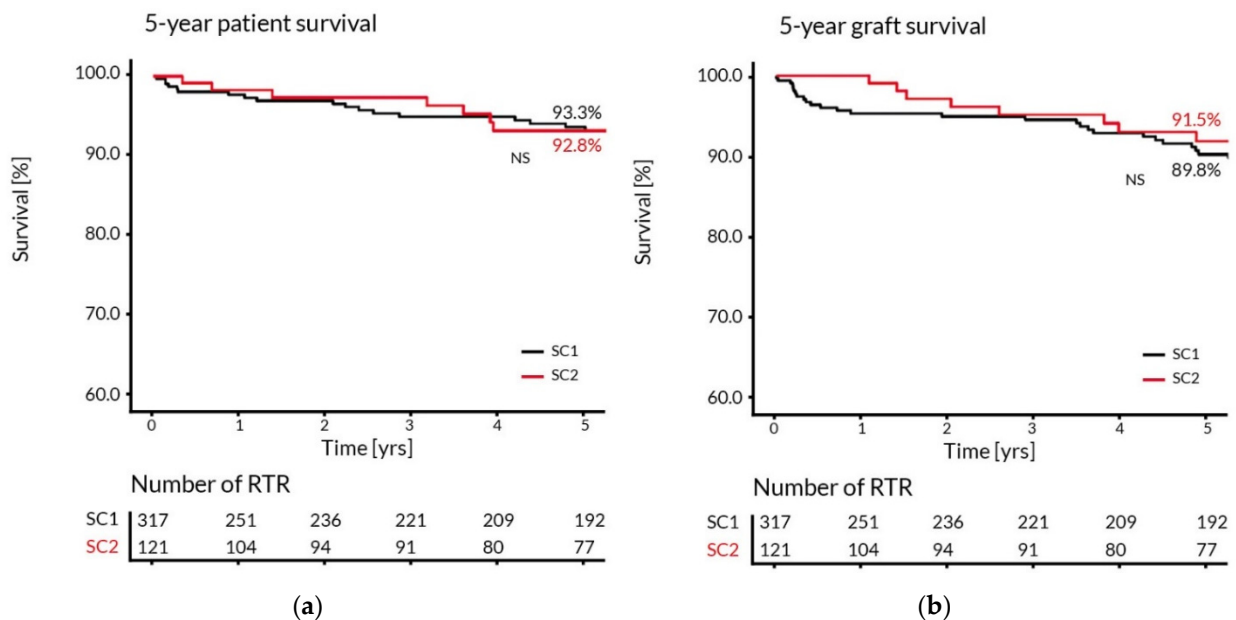 5-year patient survival
100.0
90.0
80.0
70.0
60.0
Survival [%]
93.3%
92.8%
NS
SC1
SC2
0 1 2 3 4 5
Time [yrs]
Number of RTR
SC1 317 251 236 221 209 192
SC2 121 104 94 91 80 77
(a)
5-year graft survival
100.0
90.0
80.0
70.0
60.0
Survival [%]
91.5%
89.8%
NS
SC1
SC2
0 1 2 3 4 5
Time [yrs]
Number of RTR
SC1 317 251 236 221 209 192
SC2 121 104 94 91 80 77
(b)